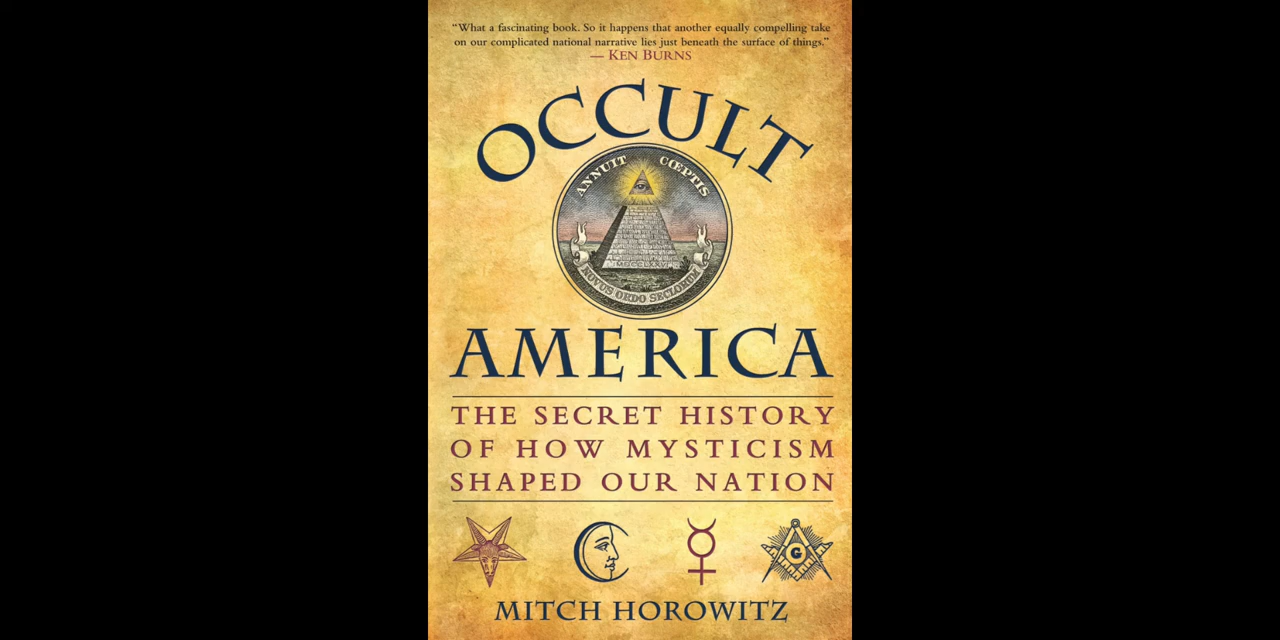 “What a fascinating book. So it happens that another equally compelling take
on our complicated national narrative lies just beneath the surface of things.”
— KEN BURNS
OCCULT
ANNUIT CŒPTIS
MDCCLXXVI
NOVUS ORDO SECLORUM
AMERICA
THE SECRET HISTORY
OF HOW MYSTICISM
SHAPED OUR NATION
G
MITCH HOROWITZ